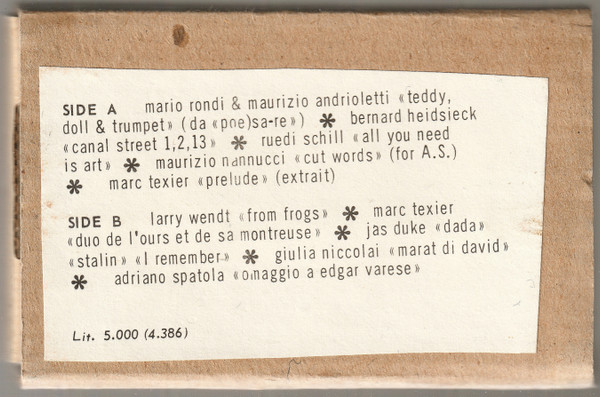 SIDE A mario rondi & maurizio andrioletti «teddy,
doll & trumpet» (da «poe)sa-re») * bernard heidsieck
«canal street 1,2,13» * ruedi schill «all you need
is art» * maurizio nannucci «cut words» (for A.S.)
* marc texier «prelude» (extrait)
SIDE B larry wendt «from frogs» * marc texier
«duo de l'ours et de sa montreuse» * jas duke «dada»
«stalin» «I remember» * giulia niccolai «marat di david»
* adriano spatola «omaggio a edgar varese»
Lit. 5.000 (4.386)